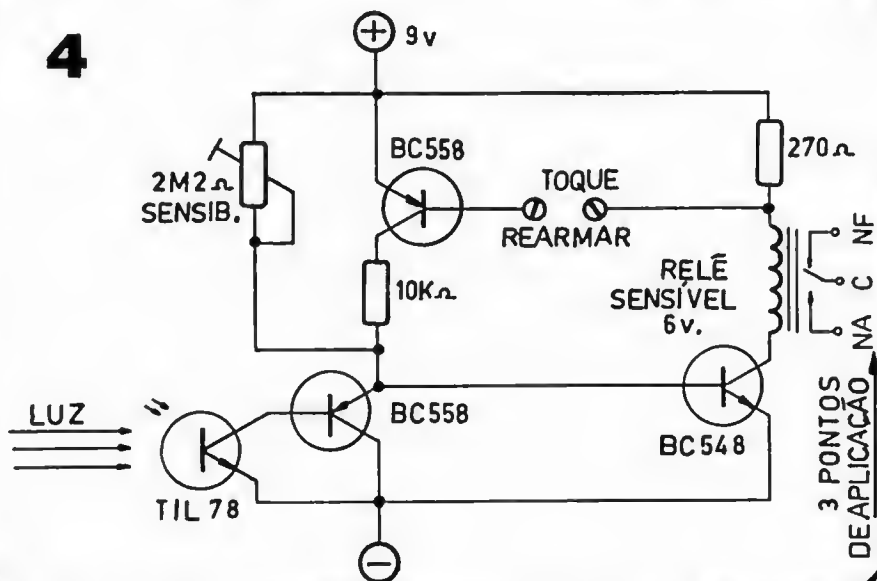 4
9v
BC558
2M2Ω
SENSIB.
TOQUE
REARMAR
270Ω
10KΩ
RELÉ
SENSÍVEL
6v.
NF
C
NA
LUZ
TIL 78
BC558
BC548
3 PONTOS
DE APLICAÇÃO